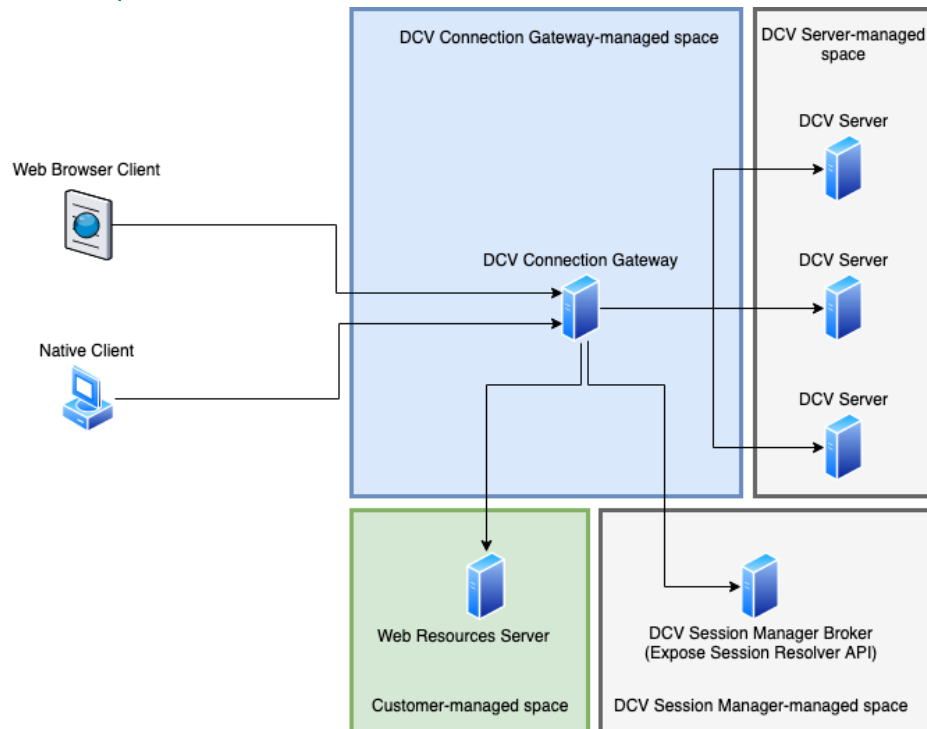 DCV Connection Gateway-managed space
DCV Server-managed
space
DCV Server
Web Browser Client
DCV Connection Gateway
DCV Server
Native Client
DCV Server
Web Resources Server
DCV Session Manager Broker
(Expose Session Resolver API)
Customer-managed space
DCV Session Manager-managed space